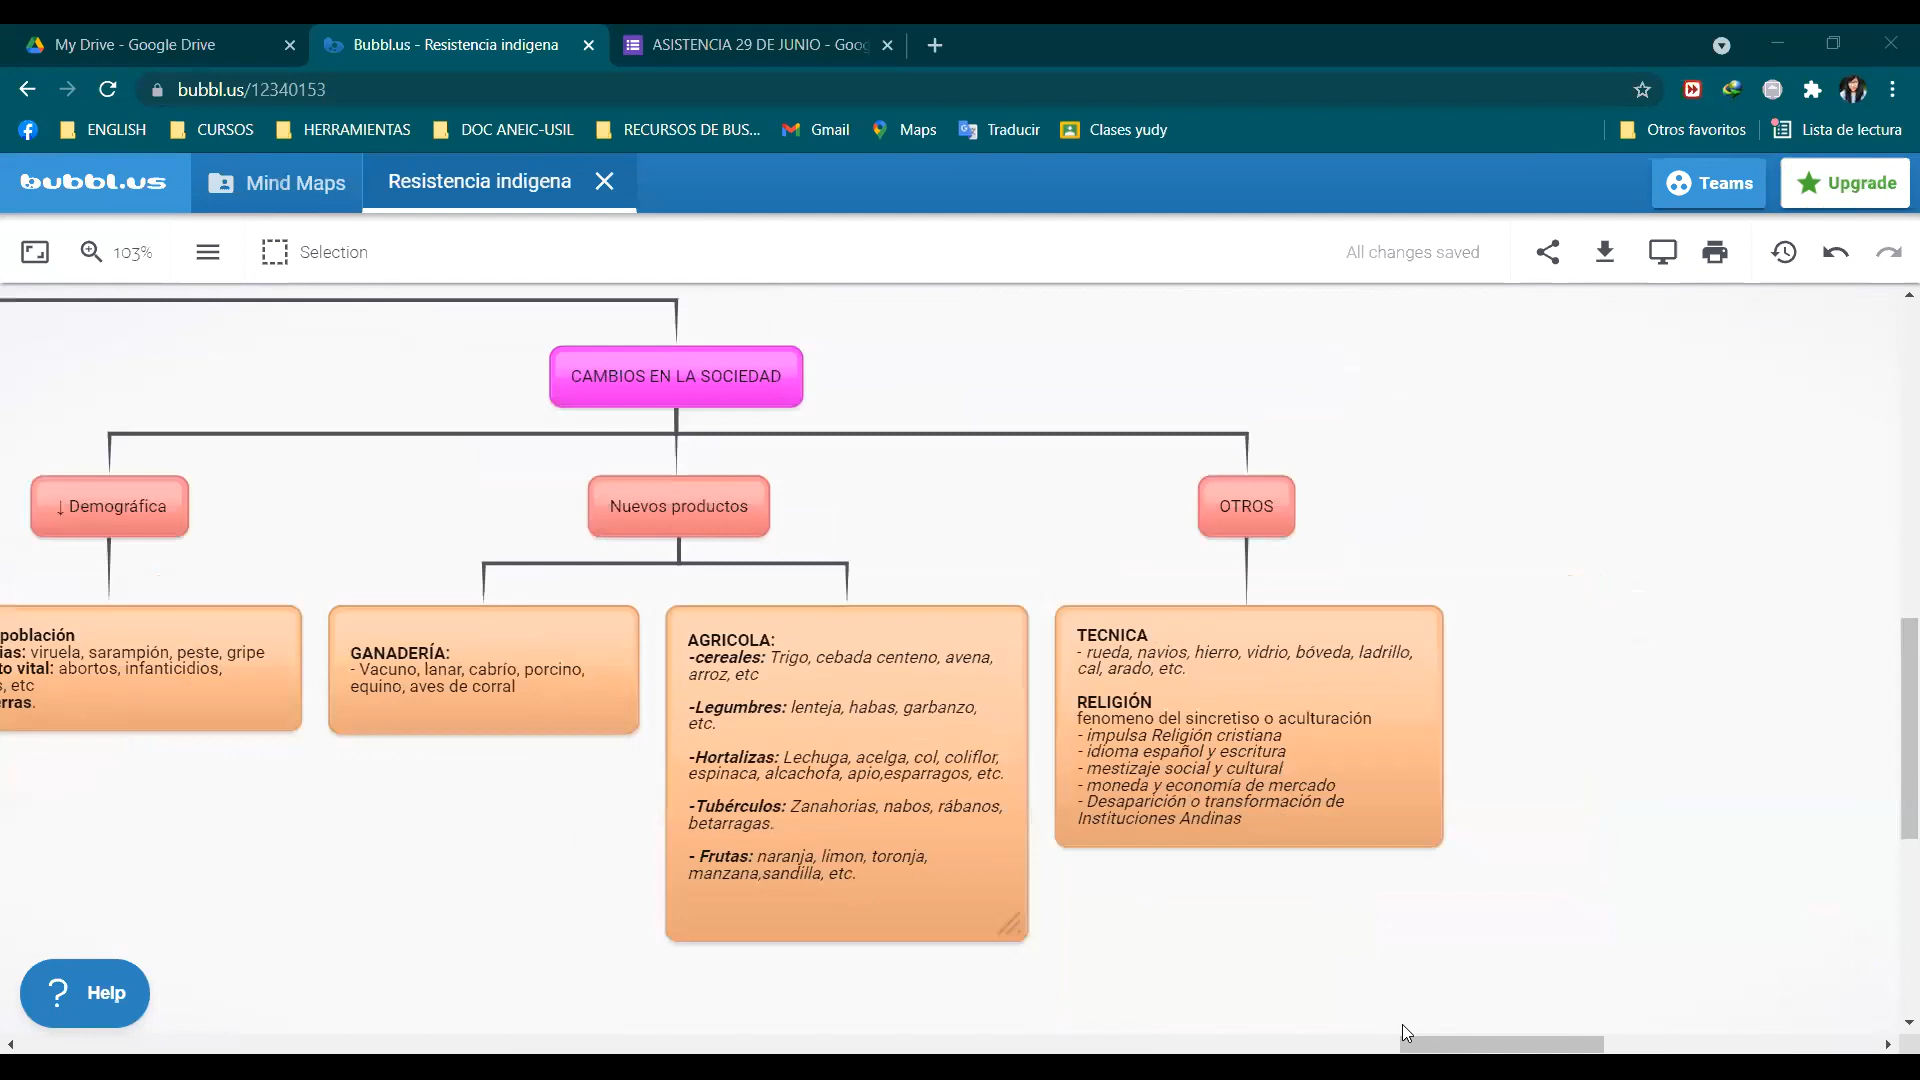 My Drive - Google Drive
Bubbl.us - Resistencia indigena
ASISTENCIA 29 DE JUNIO - Goog
bubbl.us/12340153
ENGLISH
CURSOS
HERRAMIENTAS
DOC ANEIC-USIL
RECURSOS DE BUS...
Gmail
Maps
Traducir
Clases yudy
Otros favoritos
Lista de lectura
bubbl.us
Mind Maps
Resistencia indigena
Teams
Upgrade
103%
Selection
All changes saved
CAMBIOS EN LA SOCIEDAD
↓ Demográfica
Nuevos productos
OTROS
población
ias: viruela, sarampión, peste, gripe
to vital: abortos, infanticidios,
s, etc
erras.
GANADERÍA:
- Vacuno, lanar, cabrío, porcino,
equino, aves de corral
AGRICOLA:
-cereales: Trigo, cebada centeno, avena,
arroz, etc
-Legumbres: lenteja, habas, garbanzo,
etc.
-Hortalizas: Lechuga, acelga, col, coliflor,
espinaca, alcachofa, apio,esparragos, etc.
-Tubérculos: Zanahorias, nabos, rábanos,
betarragas.
- Frutas: naranja, limon, toronja,
manzana,sandilla, etc.
TECNICA
- rueda, navios, hierro, vidrio, bóveda, ladrillo,
cal, arado, etc.
RELIGIÓN
fenomeno del sincretiso o aculturación
- impulsa Religión cristiana
- idioma español y escritura
- mestizaje social y cultural
- moneda y economía de mercado
- Desaparición o transformación de
Instituciones Andinas
? Help